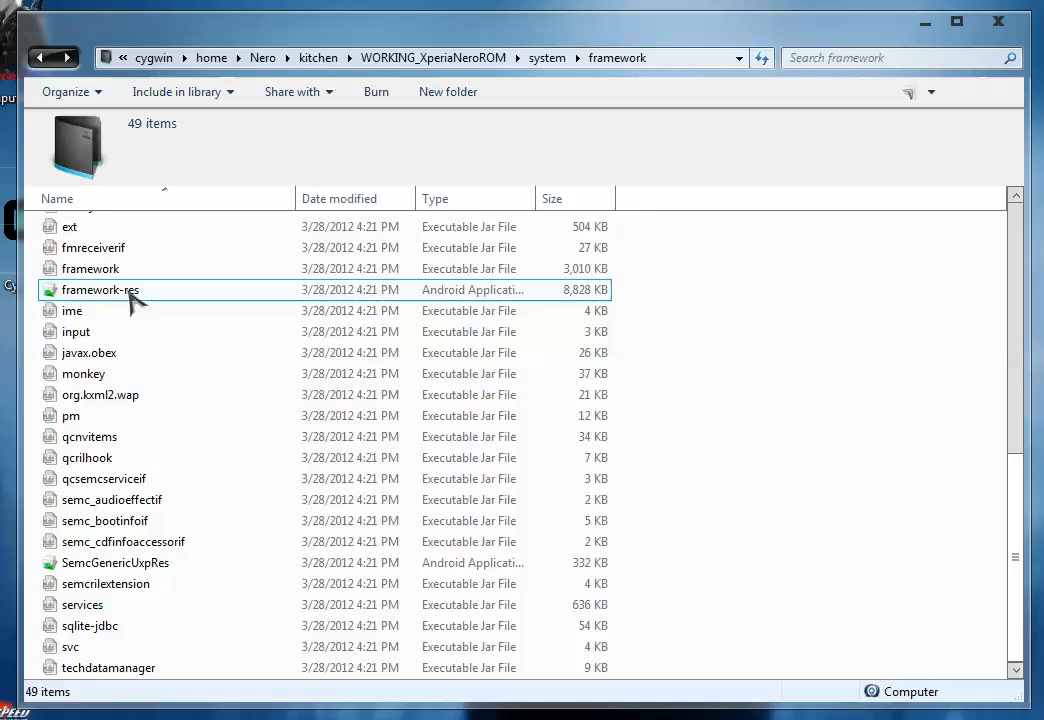 « cygwin home Nero kitchen WORKING_XperiaNeroROM system framework Search framework
Organize Include in library Share with Burn New folder
49 items
Name Date modified Type Size
ext 3/28/2012 4:21 PM Executable Jar File 504 KB
fmreceiverif 3/28/2012 4:21 PM Executable Jar File 27 KB
framework 3/28/2012 4:21 PM Executable Jar File 3,010 KB
framework-res 3/28/2012 4:21 PM Android Applicati... 8,828 KB
ime 3/28/2012 4:21 PM Executable Jar File 4 KB
input 3/28/2012 4:21 PM Executable Jar File 3 KB
javax.obex 3/28/2012 4:21 PM Executable Jar File 26 KB
monkey 3/28/2012 4:21 PM Executable Jar File 37 KB
org.kxml2.wap 3/28/2012 4:21 PM Executable Jar File 21 KB
pm 3/28/2012 4:21 PM Executable Jar File 12 KB
qcnvitems 3/28/2012 4:21 PM Executable Jar File 34 KB
qcrilhook 3/28/2012 4:21 PM Executable Jar File 7 KB
qcsemcserviceif 3/28/2012 4:21 PM Executable Jar File 3 KB
semc_audioeffectif 3/28/2012 4:21 PM Executable Jar File 2 KB
semc_bootinfoif 3/28/2012 4:21 PM Executable Jar File 5 KB
semc_cdfinfoaccessorif 3/28/2012 4:21 PM Executable Jar File 2 KB
SemcGenericUxpRes 3/28/2012 4:21 PM Android Applicati... 332 KB
semcrilextension 3/28/2012 4:21 PM Executable Jar File 4 KB
services 3/28/2012 4:21 PM Executable Jar File 636 KB
sqlite-jdbc 3/28/2012 4:21 PM Executable Jar File 54 KB
svc 3/28/2012 4:21 PM Executable Jar File 4 KB
techdatamanager 3/28/2012 4:21 PM Executable Jar File 9 KB
49 items Computer